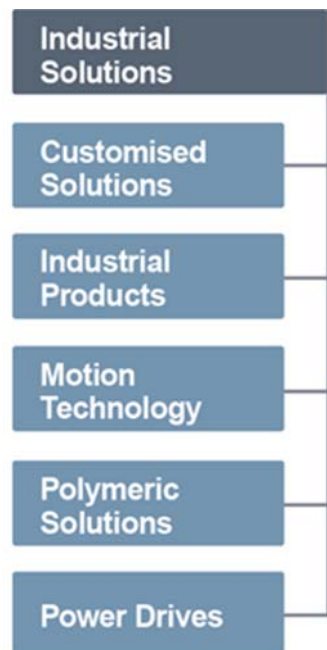 Industrial
Solutions
Customised
Solutions
Industrial
Products
Motion
Technology
Polymeric
Solutions
Power Drives